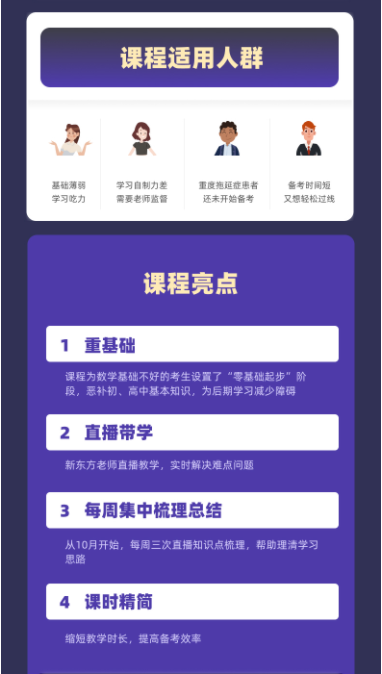 课程适用人群
基础薄弱
学习吃力
学习自制力差
需要老师监督
重度拖延症患者
还未开始备考
备考时间短
又想轻松过线
课程亮点
1 重基础
课程为数学基础不好的考生设置了“零基础起步”阶
段，恶补初、高中基本知识，为后期学习减少障碍
2 直播带学
新东方老师直播教学，实时解决难点问题
3 每周集中梳理总结
从10月开始，每周三次直播知识点梳理，帮助理清学习
思路
4 课时精简
缩短教学时长，提高备考效率